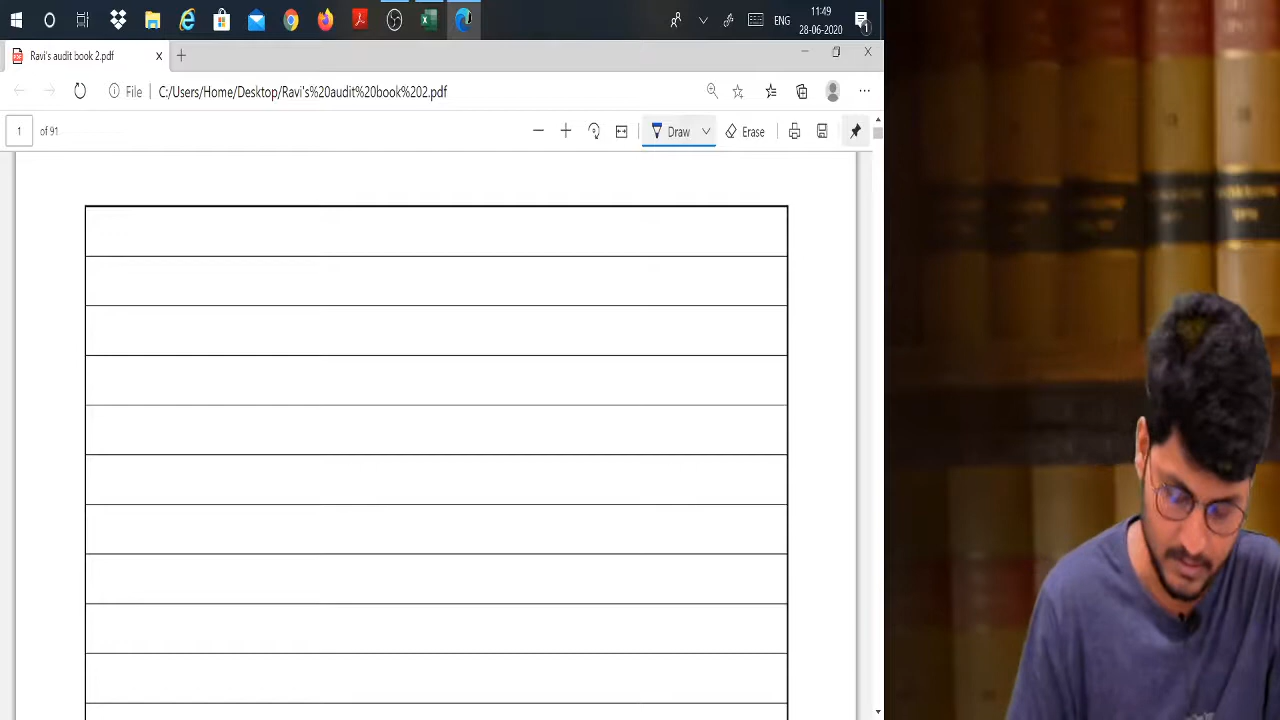 ENG
11:49
28-06-2020
1
Ravi's audit book 2.pdf
File
C:/Users/Home/Desktop/Ravi's%20audit%20book%202.pdf
1 of 91
Draw
Erase